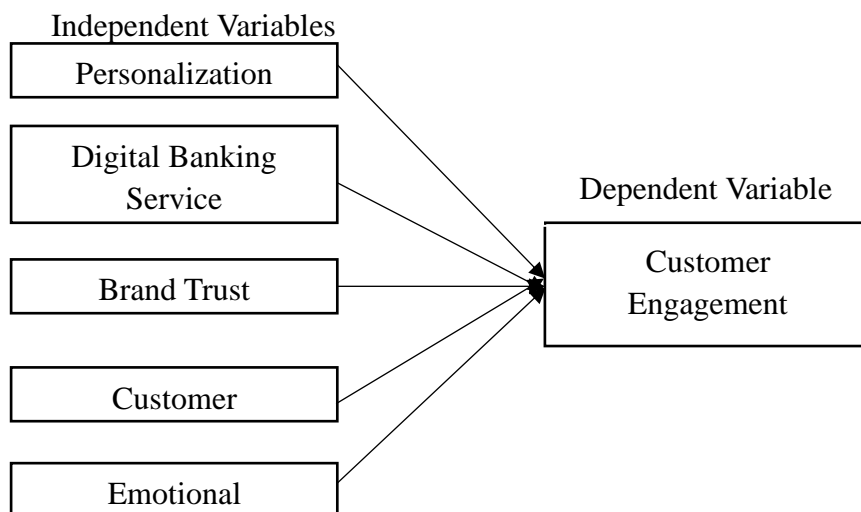 Independent Variables
Personalization
Digital Banking
Service
Brand Trust
Customer
Emotional
Dependent Variable
Customer
Engagement